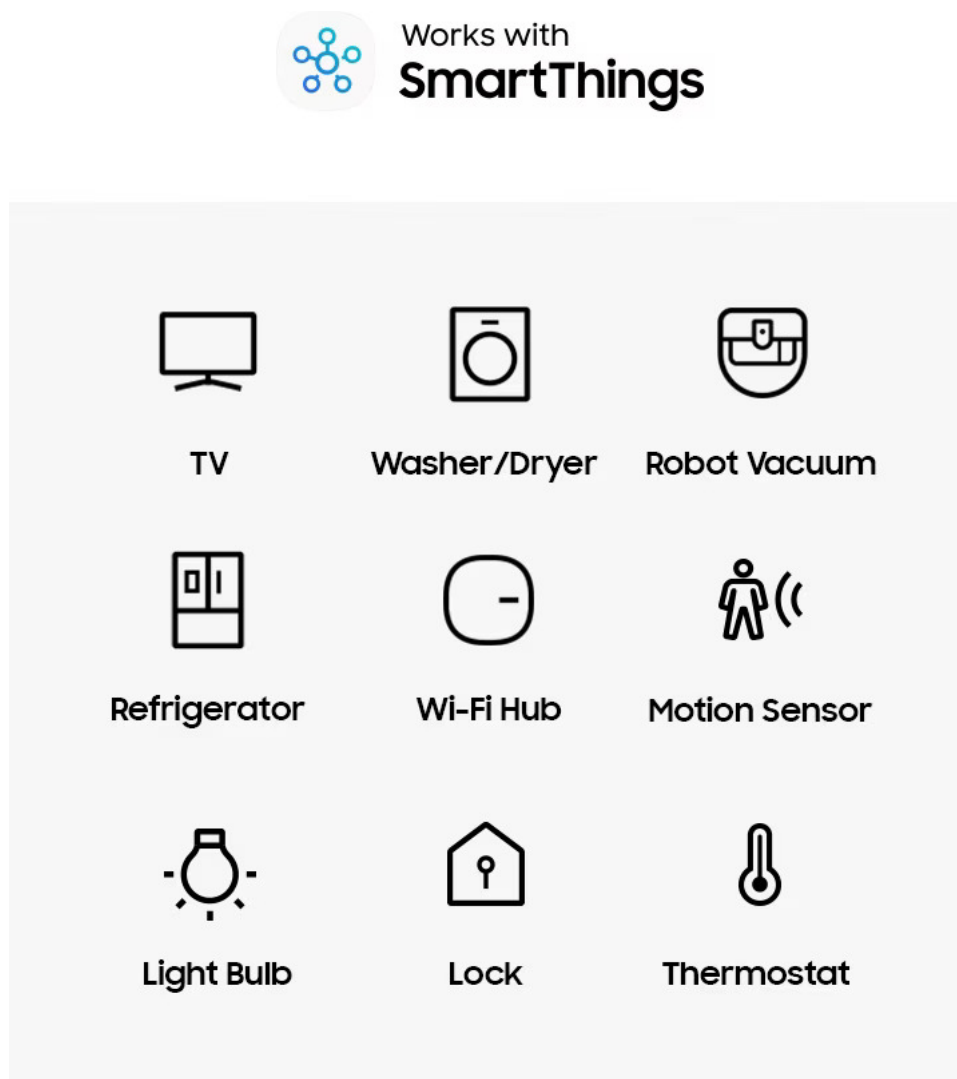 Works with
SmartThings
TV
Washer/Dryer
Robot Vacuum
Refrigerator
Wi-Fi Hub
Motion Sensor
Light Bulb
Lock
Thermostat